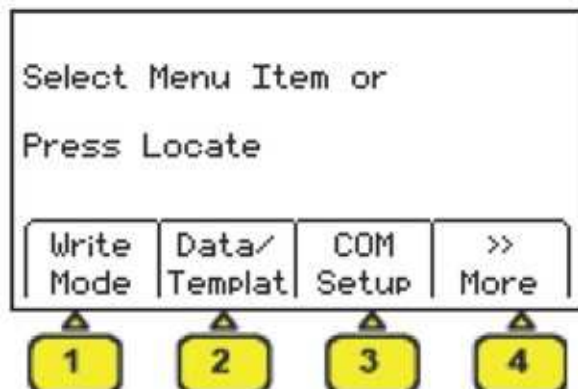 Select Menu Item or
Press Locate
Write Data/ COM >>
Mode Templat Setup More
1 2 3 4